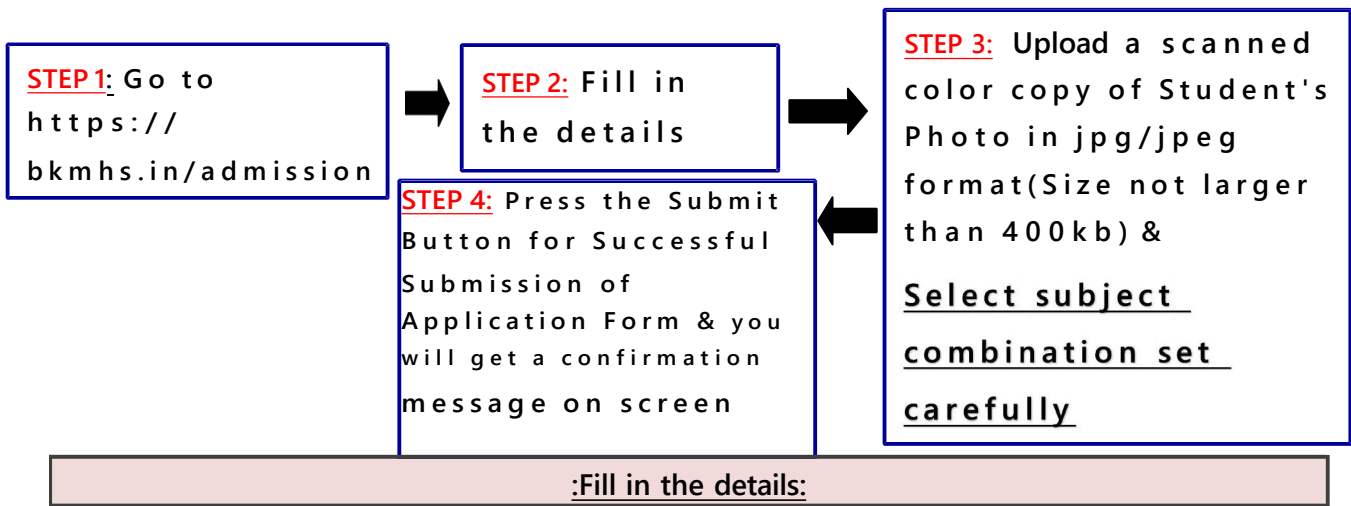 STEP 1: Go to
https://
bkmhs.in/admission
STEP 2: Fill in
the details
STEP 3: Upload a scanned
color copy of Student's
Photo in jpg/jpeg
format(Size not larger
than 400kb) &
Select subject
combination set
carefully
STEP 4: Press the Submit
Button for Successful
Submission of
Application Form & you
will get a confirmation
message on screen
:Fill in the details: